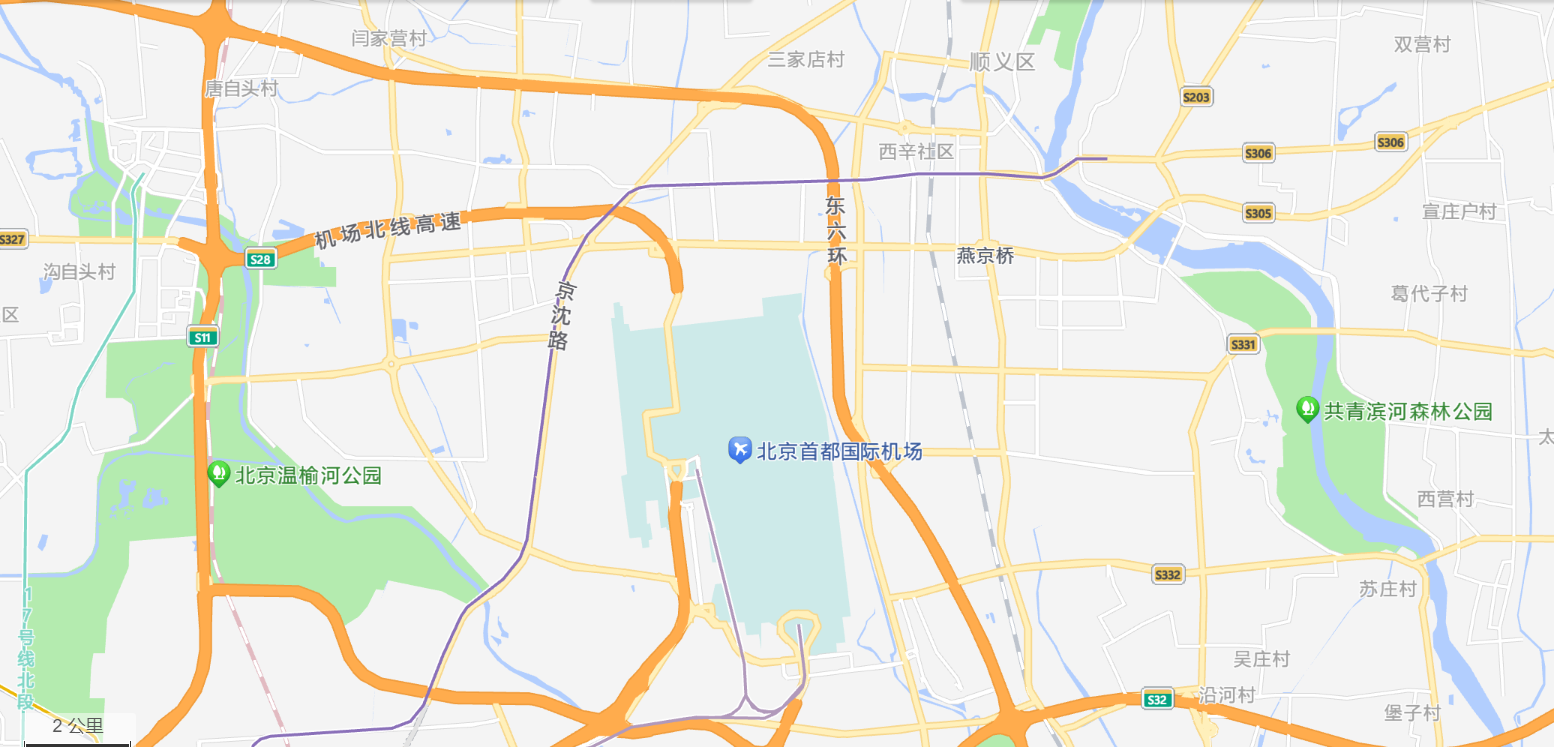 闫家营村
双营村
三家店村
顺义区
唐自头村
S203
S306
S306
西辛社区
东六环
S305
宣庄户村
机场北线高速
S327
燕京桥
S28
沟自头村
区
京沈路
葛代子村
S11
S331
共青滨河森林公园
太
北京首都国际机场
北京温榆河公园
西营村
S332
苏庄村
17号线北段
吴庄村
沿河村
S32
堡子村
2 公里